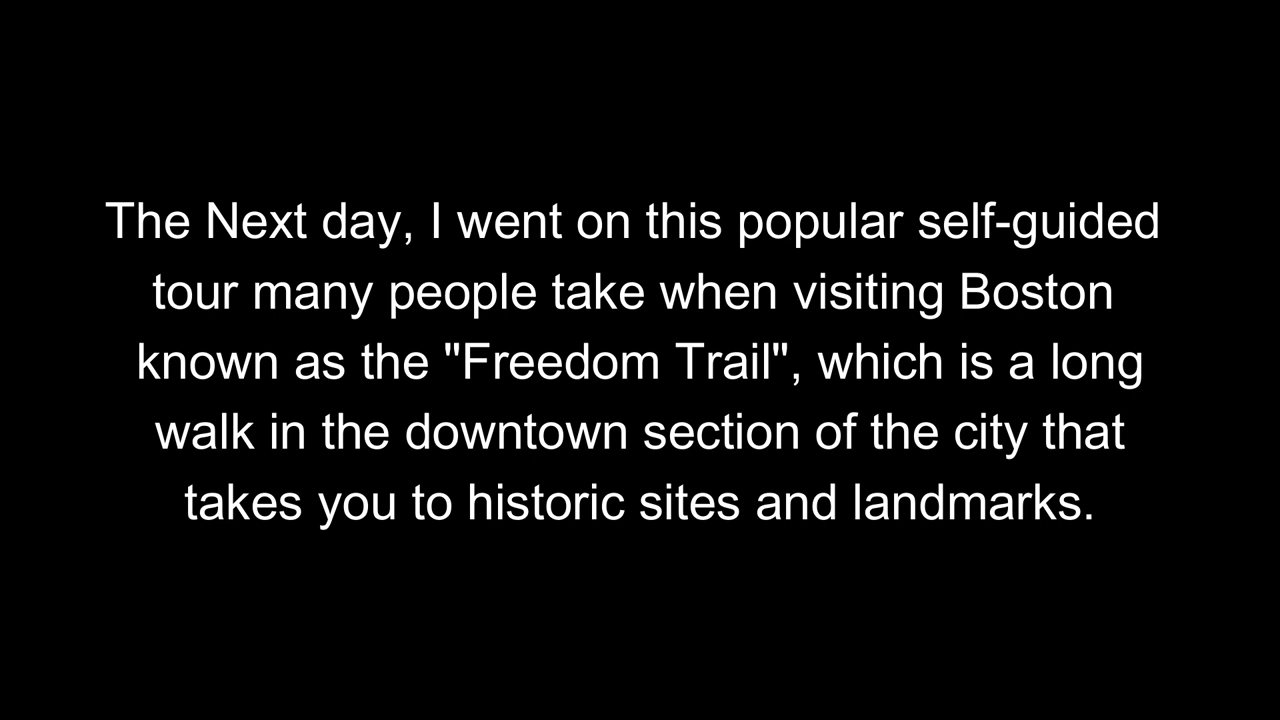 The Next day, I went on this popular self-guided
tour many people take when visiting Boston
known as the "Freedom Trail", which is a long
walk in the downtown section of the city that
takes you to historic sites and landmarks.